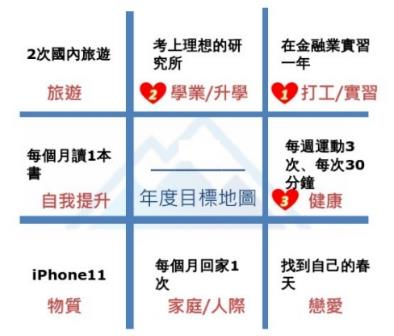 2次國內旅遊
旅遊
考上理想的研
究所
2 學業/升學
在金融業實習
一年
1 打工/實習
每個月讀1本
書
自我提升
年度目標地圖
每週運動3
次、每次30
分鐘
3 健康
iPhone11
物質
每個月回家1
次
家庭/人際
找到自己的春
天
戀愛